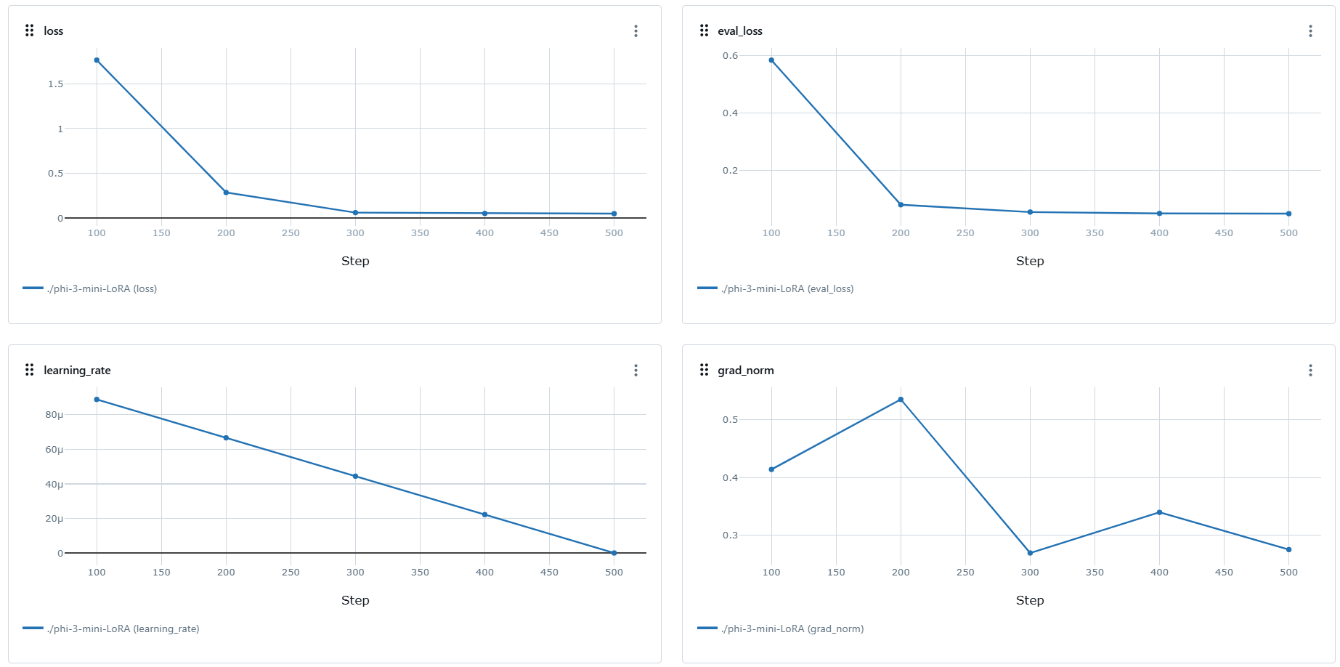 loss
1.5
1
0.5
0
100 150 200 250 300 350 400 450 500
Step
./phi-3-mini-LoRA (loss)
eval_loss
0.6
0.4
0.2
100 150 200 250 300 350 400 450 500
Step
./phi-3-mini-LoRA (eval_loss)
learning_rate
80μ
60μ
40μ
20μ
0
100 150 200 250 300 350 400 450 500
Step
./phi-3-mini-LoRA (learning_rate)
grad_norm
0.5
0.4
0.3
100 150 200 250 300 350 400 450 500
Step
./phi-3-mini-LoRA (grad_norm)